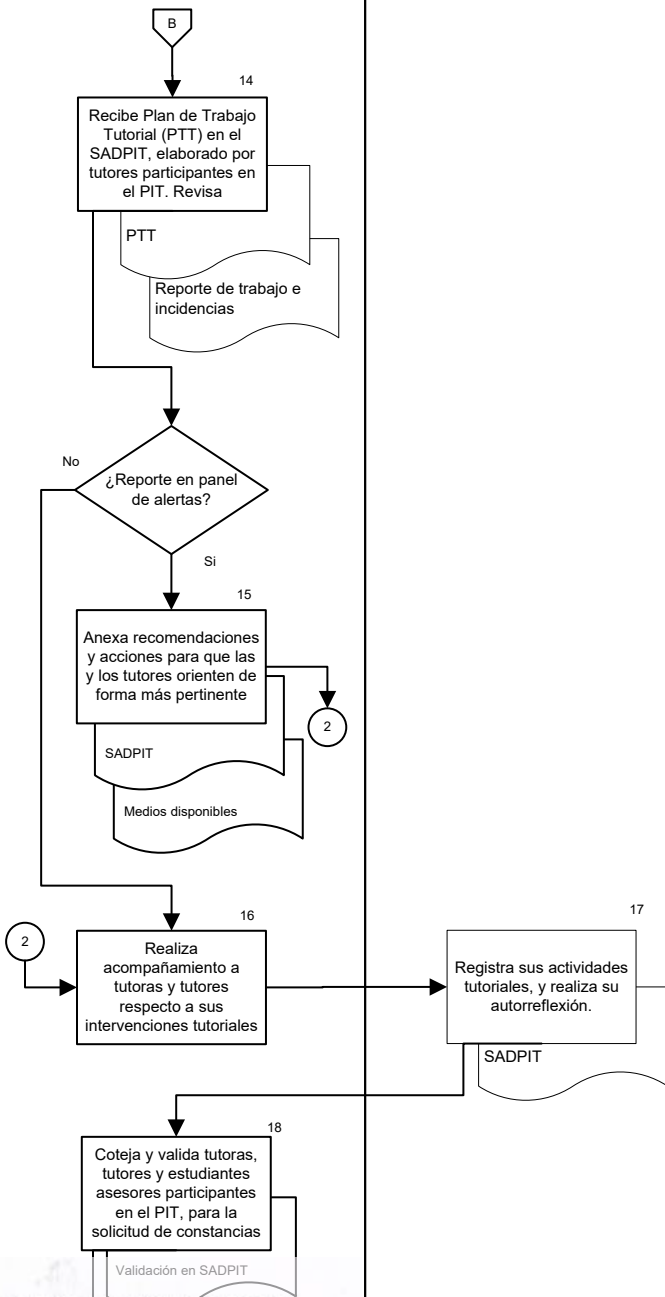 B
14
Recibe Plan de Trabajo
Tutorial (PTT) en el
SADPIT, elaborado por
tutores participantes en
el PIT. Revisa
PTT
Reporte de trabajo e
incidencias
No
¿Reporte en panel
de alertas?
Si
15
Anexa recomendaciones
y acciones para que las
y los tutores orienten de
forma más pertinente
2
SADPIT
Medios disponibles
16
2
Realiza
acompañamiento a
tutoras y tutores
respecto a sus
intervenciones tutoriales
17
Registra sus actividades
tutoriales, y realiza su
autorreflexión.
SADPIT
18
Coteja y valida tutoras,
tutores y estudiantes
asesores participantes
en el PIT, para la
solicitud de constancias
Validación en SADPIT